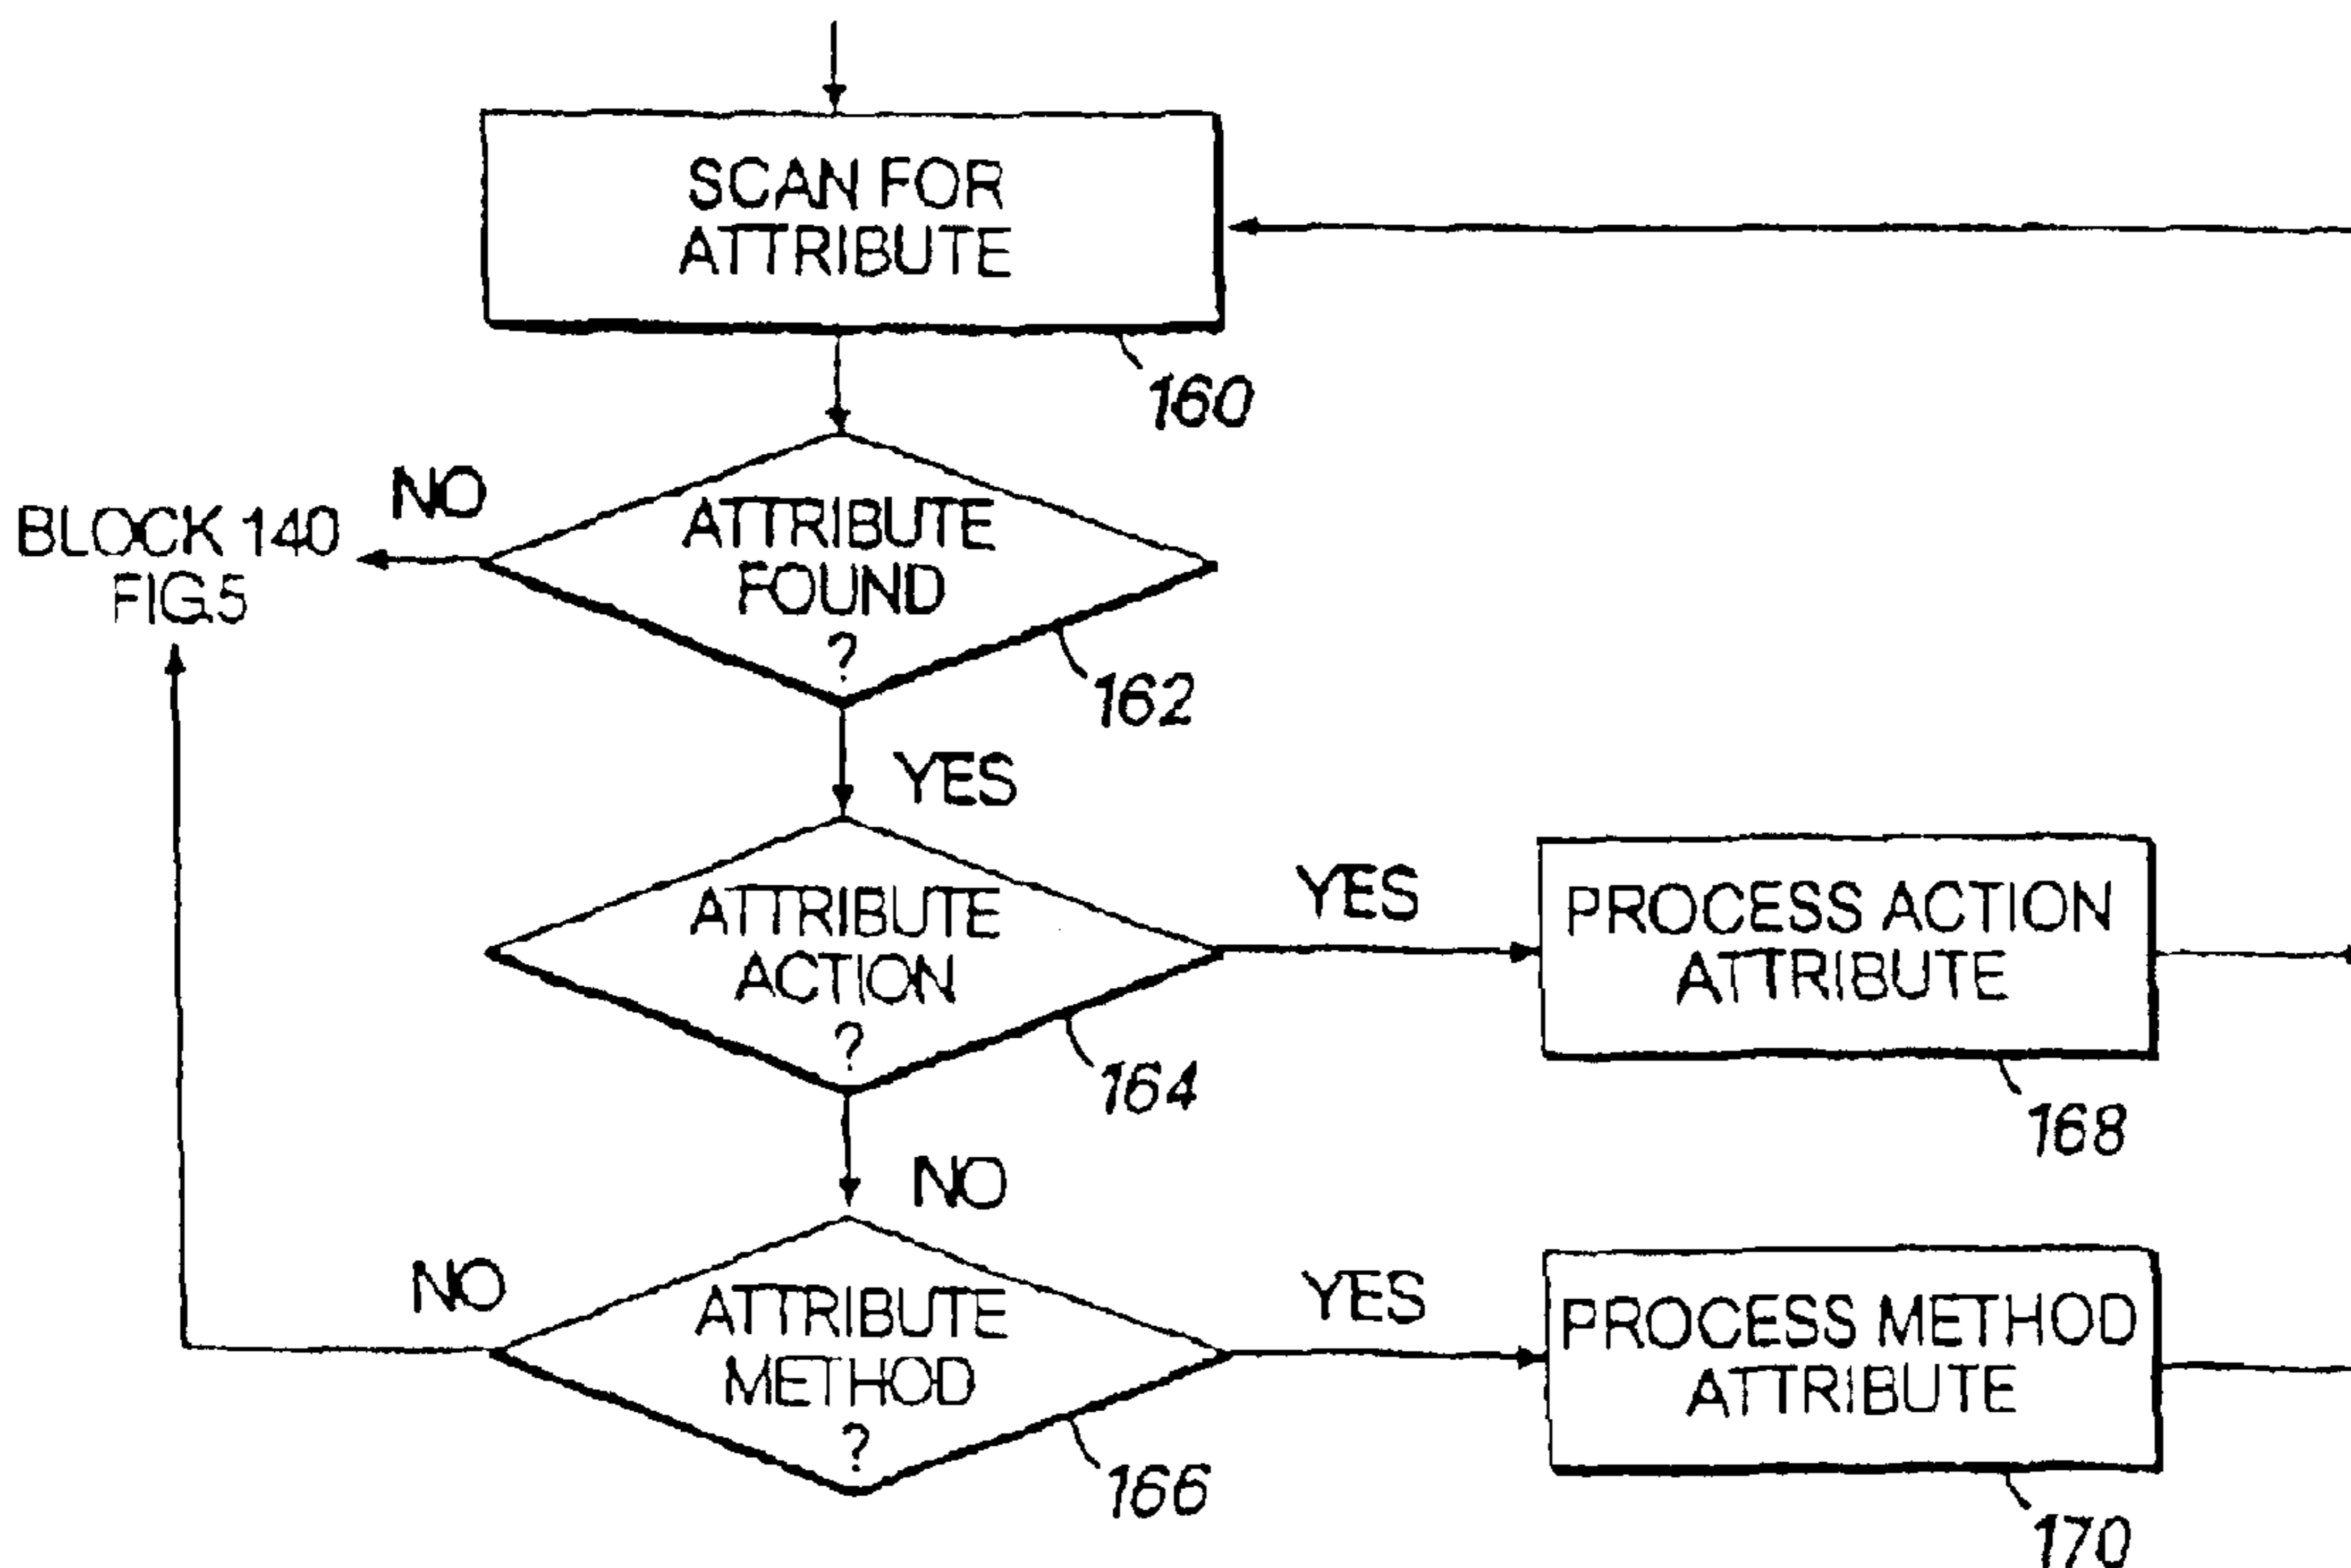 SCAN FOR
ATTRIBUTE
160
NO
BLOCK 140
FIG.5
ATTRIBUTE
FOUND
?
162
YES
ATTRIBUTE
ACTION
?
164
YES
PROCESS ACTION
ATTRIBUTE
168
NO
NO
ATTRIBUTE
METHOD
?
166
YES
PROCESS METHOD
ATTRIBUTE
170